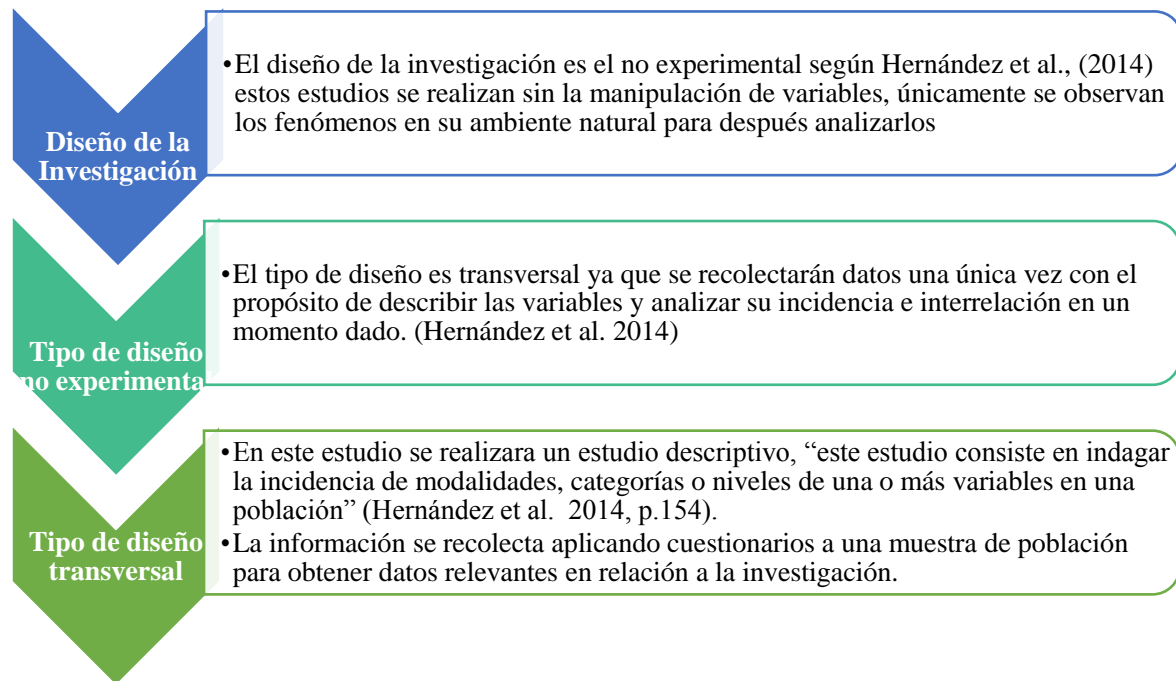 Diseño de la
Investigación
•El diseño de la investigación es el no experimental según Hernández et al., (2014)
estos estudios se realizan sin la manipulación de variables, únicamente se observan
los fenómenos en su ambiente natural para después analizarlos
Tipo de diseño
no experimenta
•El tipo de diseño es transversal ya que se recolectarán datos una única vez con el
propósito de describir las variables y analizar su incidencia e interrelación en un
momento dado. (Hernández et al. 2014)
Tipo de diseño
transversal
•En este estudio se realizara un estudio descriptivo, “este estudio consiste en indagar
la incidencia de modalidades, categorías o niveles de una o más variables en una
población” (Hernández et al. 2014, p.154).
•La información se recolecta aplicando cuestionarios a una muestra de población
para obtener datos relevantes en relación a la investigación.